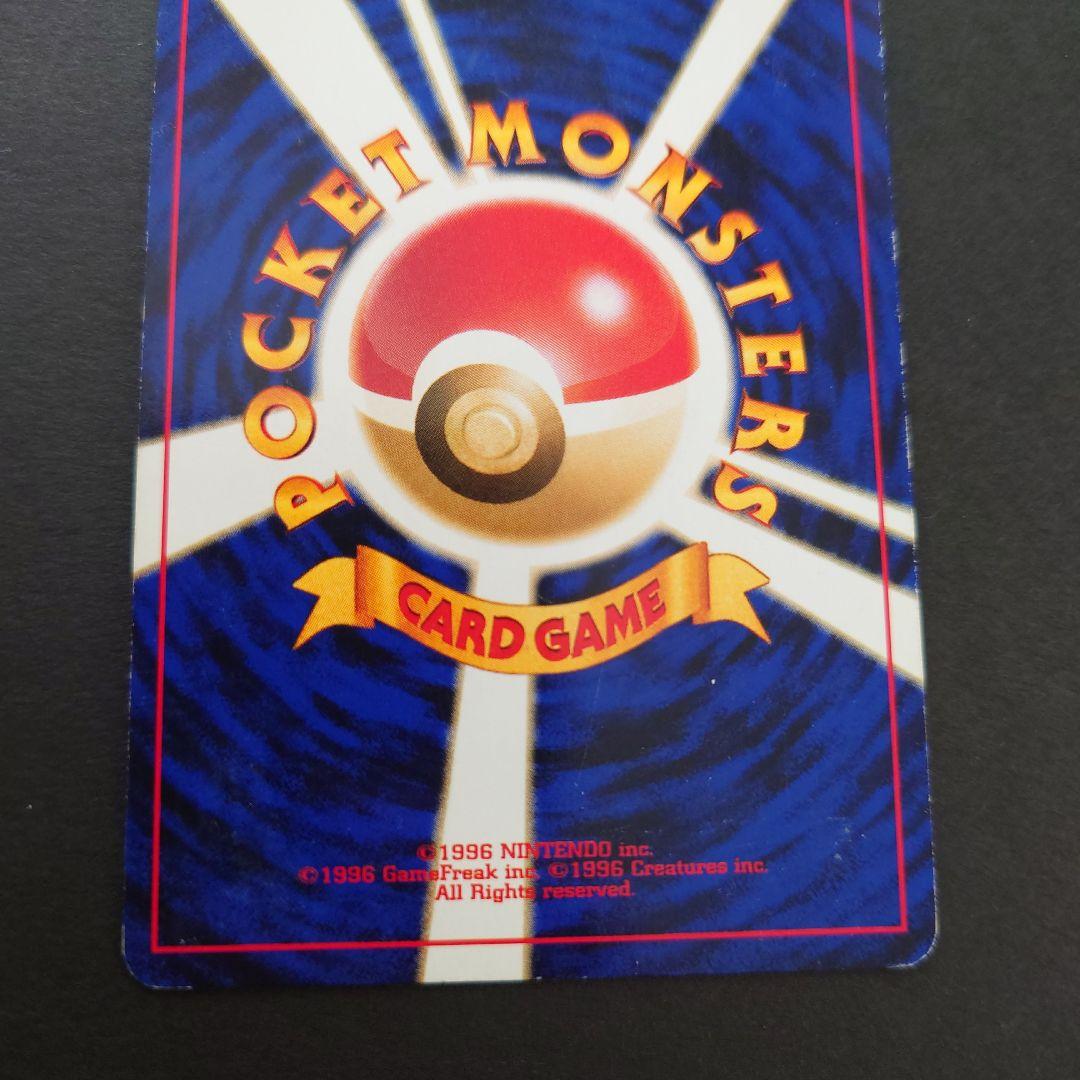 POCKET MONSTERS
CARD GAME
©1996 NINTENDO inc.
©1996 GameFreak inc. ©1996 Creatures inc.
All Rights reserved.